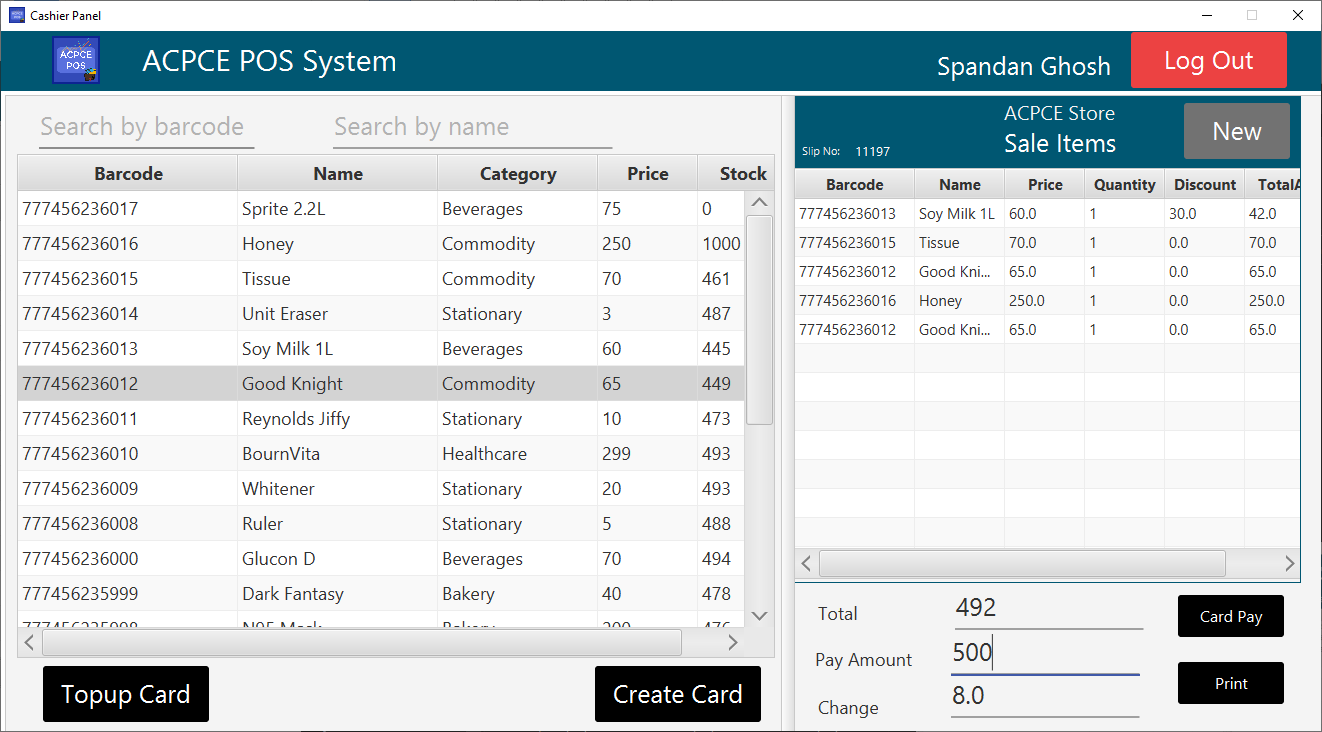 Cashier Panel
ACPCE POS
ACPCE POS System
Spandan Ghosh
Log Out
Search by barcode
Search by name
Barcode Name Category Price Stock
777456236017 Sprite 2.2L Beverages 75 0
777456236016 Honey Commodity 250 1000
777456236015 Tissue Commodity 70 461
777456236014 Unit Eraser Stationary 3 487
777456236013 Soy Milk 1L Beverages 60 445
777456236012 Good Knight Commodity 65 449
777456236011 Reynolds Jiffy Stationary 10 473
777456236010 BournVita Healthcare 299 493
777456236009 Whitener Stationary 20 493
777456236008 Ruler Stationary 5 488
777456236000 Glucon D Beverages 70 494
777456235999 Dark Fantasy Bakery 40 478
777456235998 N95 Mask Bakery 200 476
Topup Card
Create Card
ACPCE Store
Sale Items
Slip No: 11197
New
Barcode Name Price Quantity Discount TotalA
777456236013 Soy Milk 1L 60.0 1 30.0 42.0
777456236015 Tissue 70.0 1 0.0 70.0
777456236012 Good Kni... 65.0 1 0.0 65.0
777456236016 Honey 250.0 1 0.0 250.0
777456236012 Good Kni... 65.0 1 0.0 65.0
Total 492
Card Pay
Pay Amount 500
Print
Change 8.0